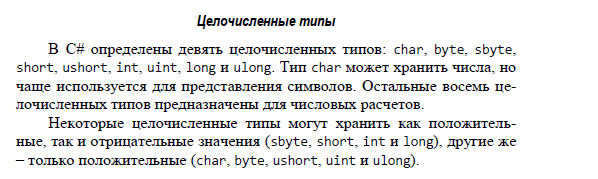 Целочисленные типы
В C# определены девять целочисленных типов: char, byte, sbyte,
short, ushort, int, uint, long и ulong. Тип char может хранить числа, но
чаще используется для представления символов. Остальные восемь це-
лочисленных типов предназначены для числовых расчетов.
Некоторые целочисленные типы могут хранить как положитель-
ные, так и отрицательные значения (sbyte, short, int и long), другие же
– только положительные (char, byte, ushort, uint и ulong).